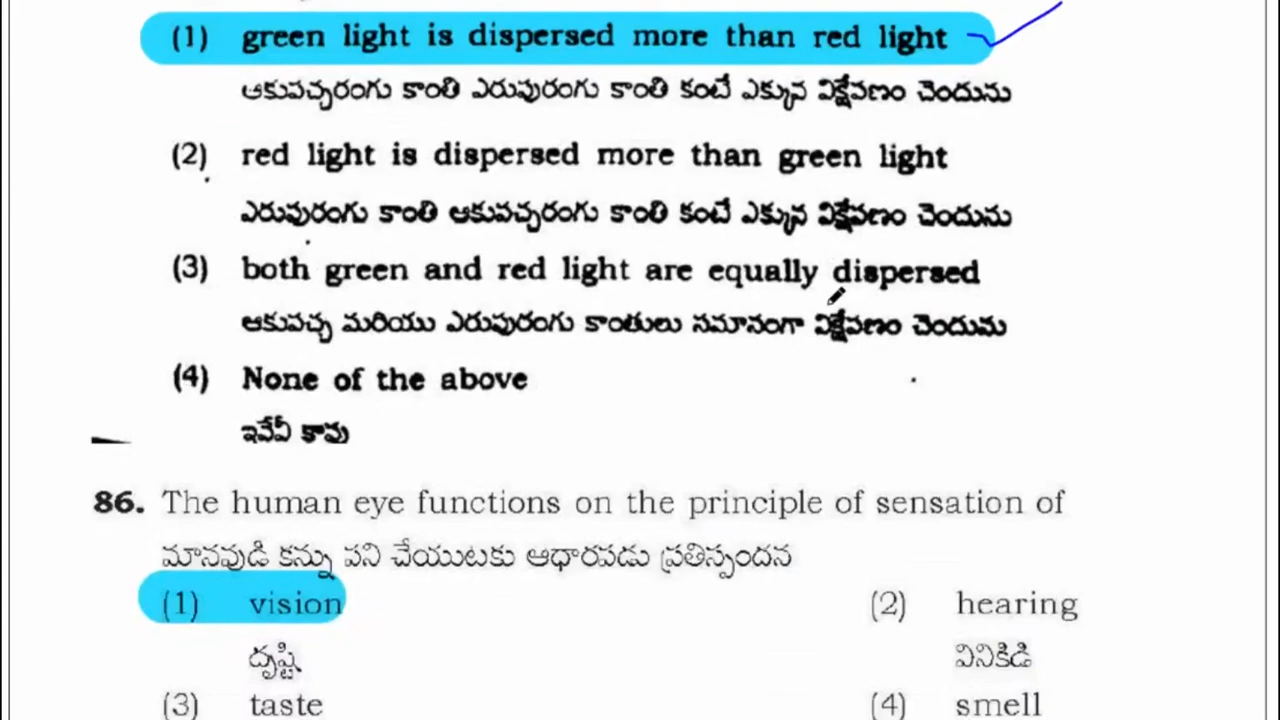 (1) green light is dispersed more than red light
ఆకుపచ్చరంగు కాంతి ఎరుపురంగు కాంతి కంటే ఎక్కువ విక్షేపణం చెందును
(2) red light is dispersed more than green light
ఎరుపురంగు కాంతి ఆకుపచ్చరంగు కాంతి కంటే ఎక్కువ విక్షేపణం చెందును
(3) both green and red light are equally dispersed
ఆకుపచ్చ మరియు ఎరుపురంగు కాంతులు సమానంగా విక్షేపణం చెందును
(4) None of the above
ఇవేవీ కావు
86. The human eye functions on the principle of sensation of
మానవుడి కన్ను పని చేయుటకు ఆధారపడు ప్రతిస్పందన
(1) vision (2) hearing
దృష్టి వినికిడి
(3) taste (4) smell